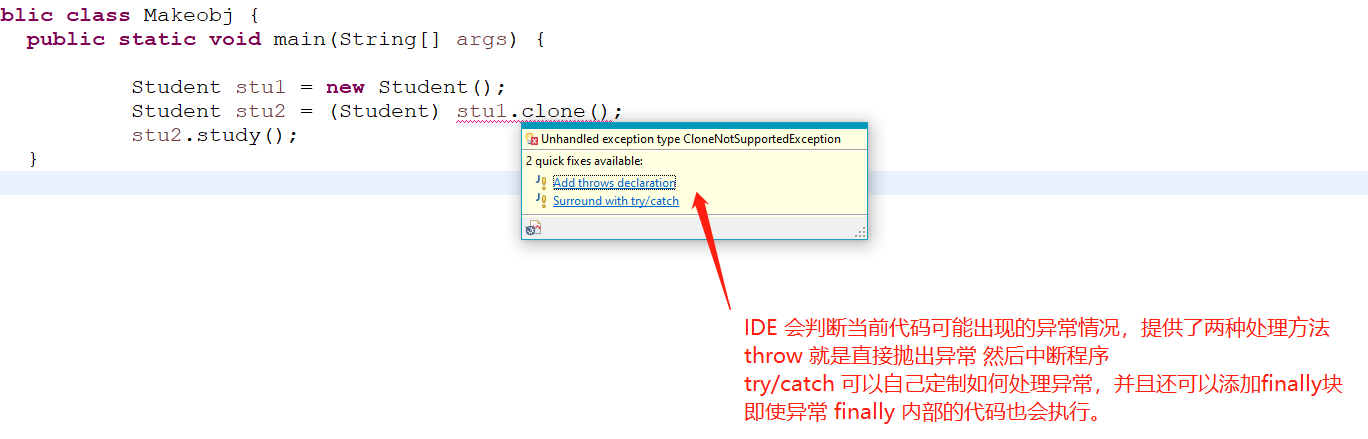 blic class Makeobj {
public static void main(String[] args) {
Student stu1 = new Student();
Student stu2 = (Student) stu1.clone();
stu2.study();
}
Unhandled exception type CloneNotSupportedException
2 quick fixes available:
Add throws declaration
Surround with try/catch
IDE 会判断当前代码可能出现的异常情况，提供了两种处理方法
throw 就是直接抛出异常 然后中断程序
try/catch 可以自己定制如何处理异常，并且还可以添加finally块
即使异常 finally 内部的代码也会执行。